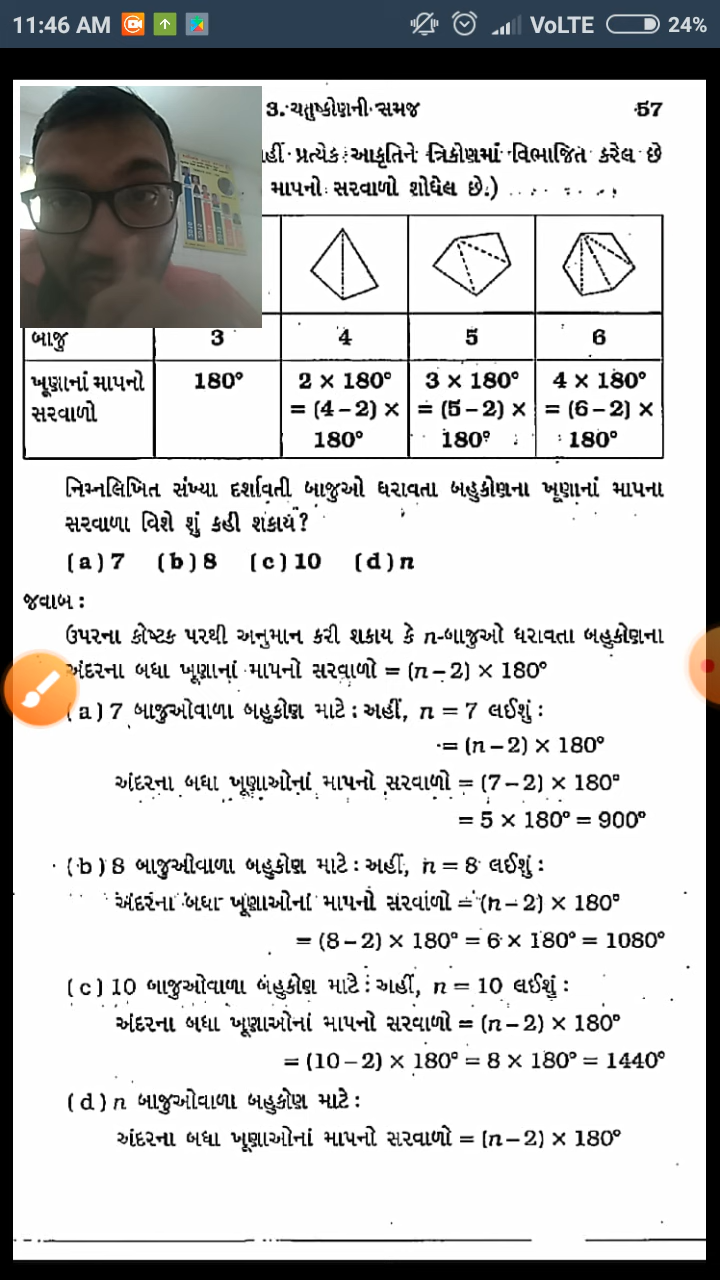 11:46 AM VoLTE 24%
3. ચતુષ્કોણની સમજ 57
પ્રત્યેક આકૃતિને ત્રિકોણમાં વિભાજિત કરેલ છે
માપનો સરવાળો શોધેલ છે.)
બાજુ 3 4 5 6
ખૂણાનાં માપનો સરવાળો 180° 2 × 180° = (4 – 2) × 180° 3 × 180° = (5 – 2) × 180° 4 × 180° = (6 – 2) × 180°
નિમ્નલિખિત સંખ્યા દર્શાવતી બાજુઓ ધરાવતા બહુકોણના ખૂણાનાં માપના
સરવાળા વિશે શું કહી શકાય?
(a) 7 (b) 8 (c) 10 (d) n
જવાબ :
ઉપરના કોષ્ટક પરથી અનુમાન કરી શકાય કે n-બાજુઓ ધરાવતા બહુકોણના
અંદરના બધા ખૂણાનાં માપનો સરવાળો = (n – 2) × 180°
(a) 7 બાજુઓવાળા બહુકોણ માટે : અહીં, n = 7 લઈશું :
= (n – 2) × 180°
અંદરના બધા ખૂણાઓનાં માપનો સરવાળો = (7 – 2) × 180°
= 5 × 180° = 900°
(b) 8 બાજુઓવાળા બહુકોણ માટે : અહીં, n = 8 લઈશું :
અંદરના બધા ખૂણાઓનાં માપનો સરવાળો = (n – 2) × 180°
= (8 – 2) × 180° = 6 × 180° = 1080°
(c) 10 બાજુઓવાળા બહુકોણ માટે : અહીં, n = 10 લઈશું :
અંદરના બધા ખૂણાઓનાં માપનો સરવાળો = (n – 2) × 180°
= (10 – 2) × 180° = 8 × 180° = 1440°
(d) n બાજુઓવાળા બહુકોણ માટે :
અંદરના બધા ખૂણાઓનાં માપનો સરવાળો = (n – 2) × 180°